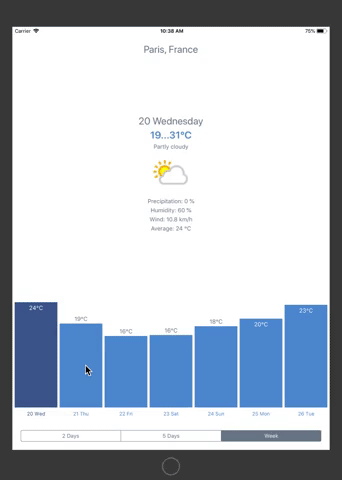 Carrier 10:38 AM 75%
Paris, France
20 Wednesday
19...31°C
Partly cloudy
Precipitation: 0 %
Humidity: 60 %
Wind: 10.8 km/h
Average: 24 °C
24°C 19°C 16°C 16°C 18°C 20°C 23°C
20 Wed 21 Thu 22 Fri 23 Sat 24 Sun 25 Mon 26 Tue
2 Days 5 Days Week